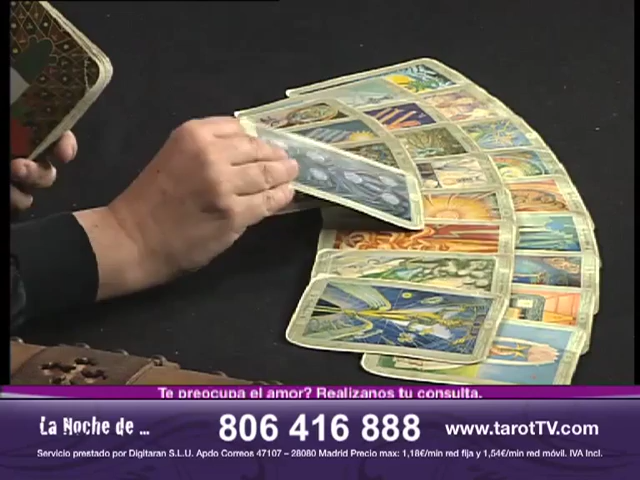 Te preocupa el amor? Realizanos tu consulta.
La Noche de ... 806 416 888 www.tarotTV.com
Servicio prestado por Digitaran S.L.U. Apdo Correos 47107 – 28080 Madrid Precio max: 1,18€/min red fija y 1,54€/min red móvil. IVA Incl.